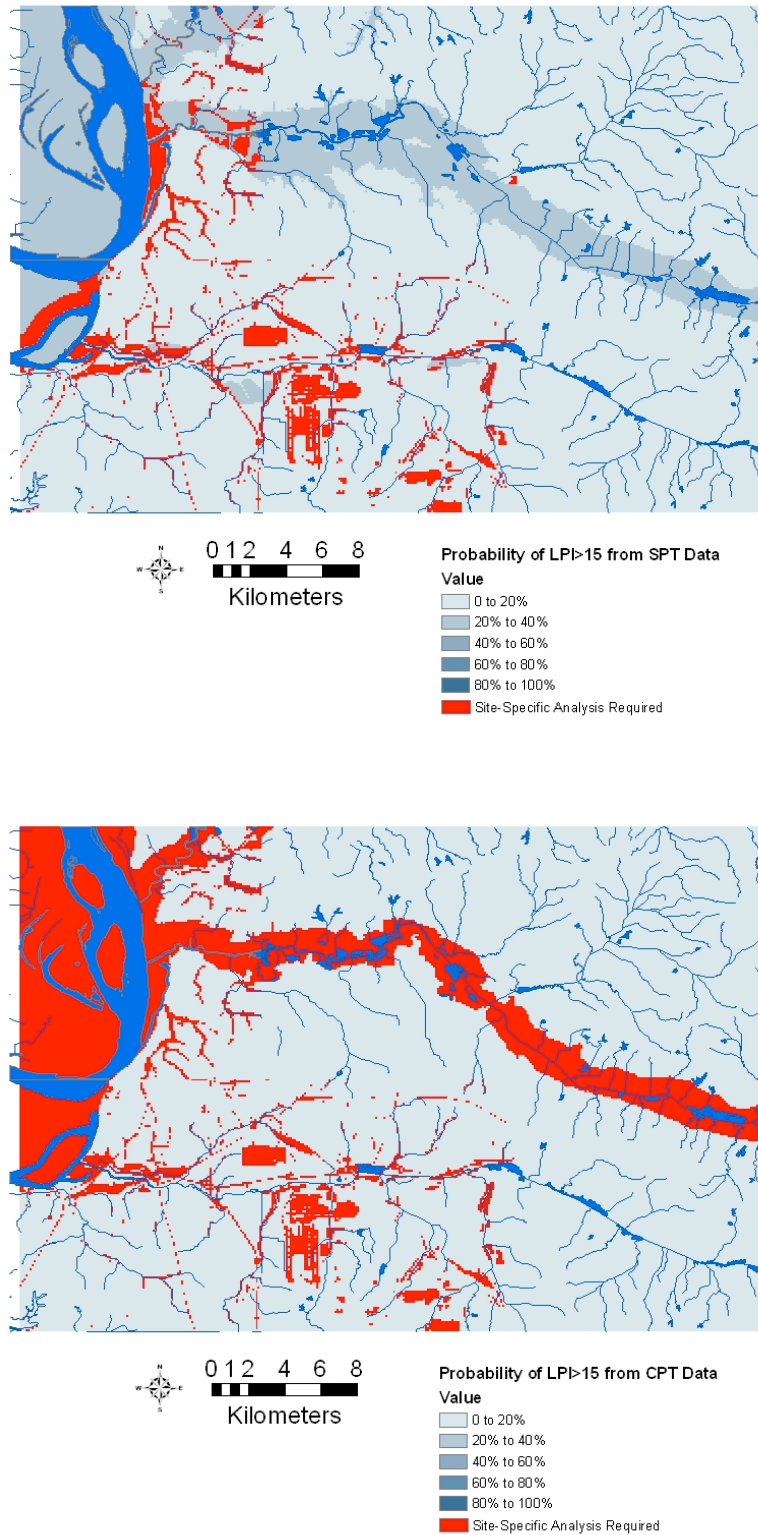 N
W E
S
0 1 2 4 6 8
Kilometers
Probability of LPI>15 from SPT Data
Value
0 to 20%
20% to 40%
40% to 60%
60% to 80%
80% to 100%
Site-Specific Analysis Required
N
W E
S
0 1 2 4 6 8
Kilometers
Probability of LPI>15 from CPT Data
Value
0 to 20%
20% to 40%
40% to 60%
60% to 80%
80% to 100%
Site-Specific Analysis Required